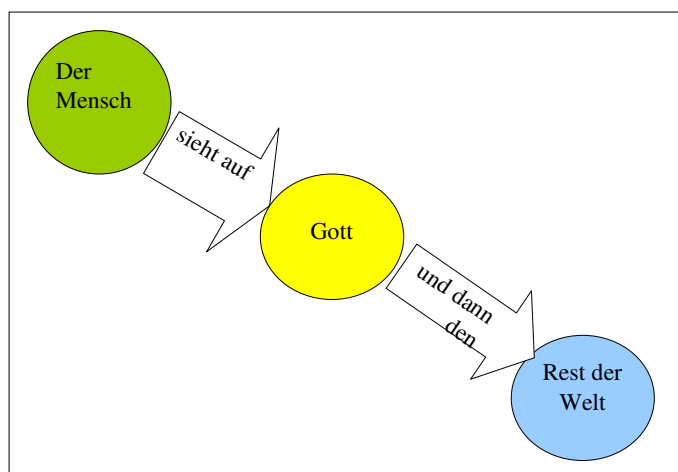 Der
Mensch
sieht auf
Gott
und dann
den
Rest der
Welt